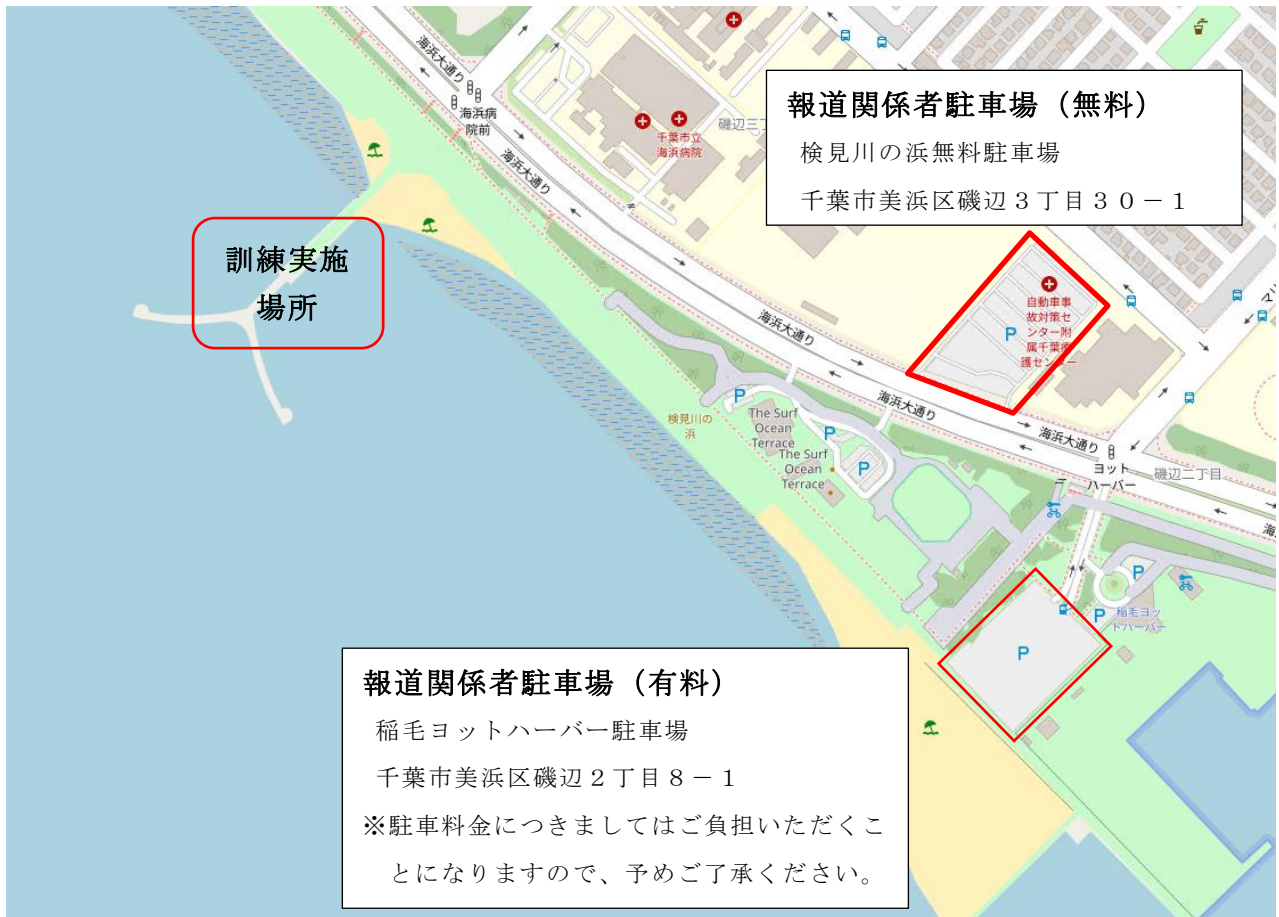 海浜大通り
海浜病
院前
千葉市立
海浜病院
磯辺三丁
報道関係者駐車場（無料）
検見川の浜無料駐車場
千葉市美浜区磯辺３丁目３０－１
訓練実施
場所
海浜大通り
海浜大通り
自動車事
故対策セ
ンター附
属千葉療
護センター
P
海浜大通り
海浜大通り
ヨット
ハーバー
磯辺二丁目
検見川の
浜
P
The Surf
Ocean
Terrace
P
The Surf
Ocean
Terrace
P
P
P
稲毛ヨッ
トハーバー
P
報道関係者駐車場（有料）
稲毛ヨットハーバー駐車場
千葉市美浜区磯辺２丁目８－１
※駐車料金につきましてはご負担いただくこ
とになりますので、予めご了承ください。